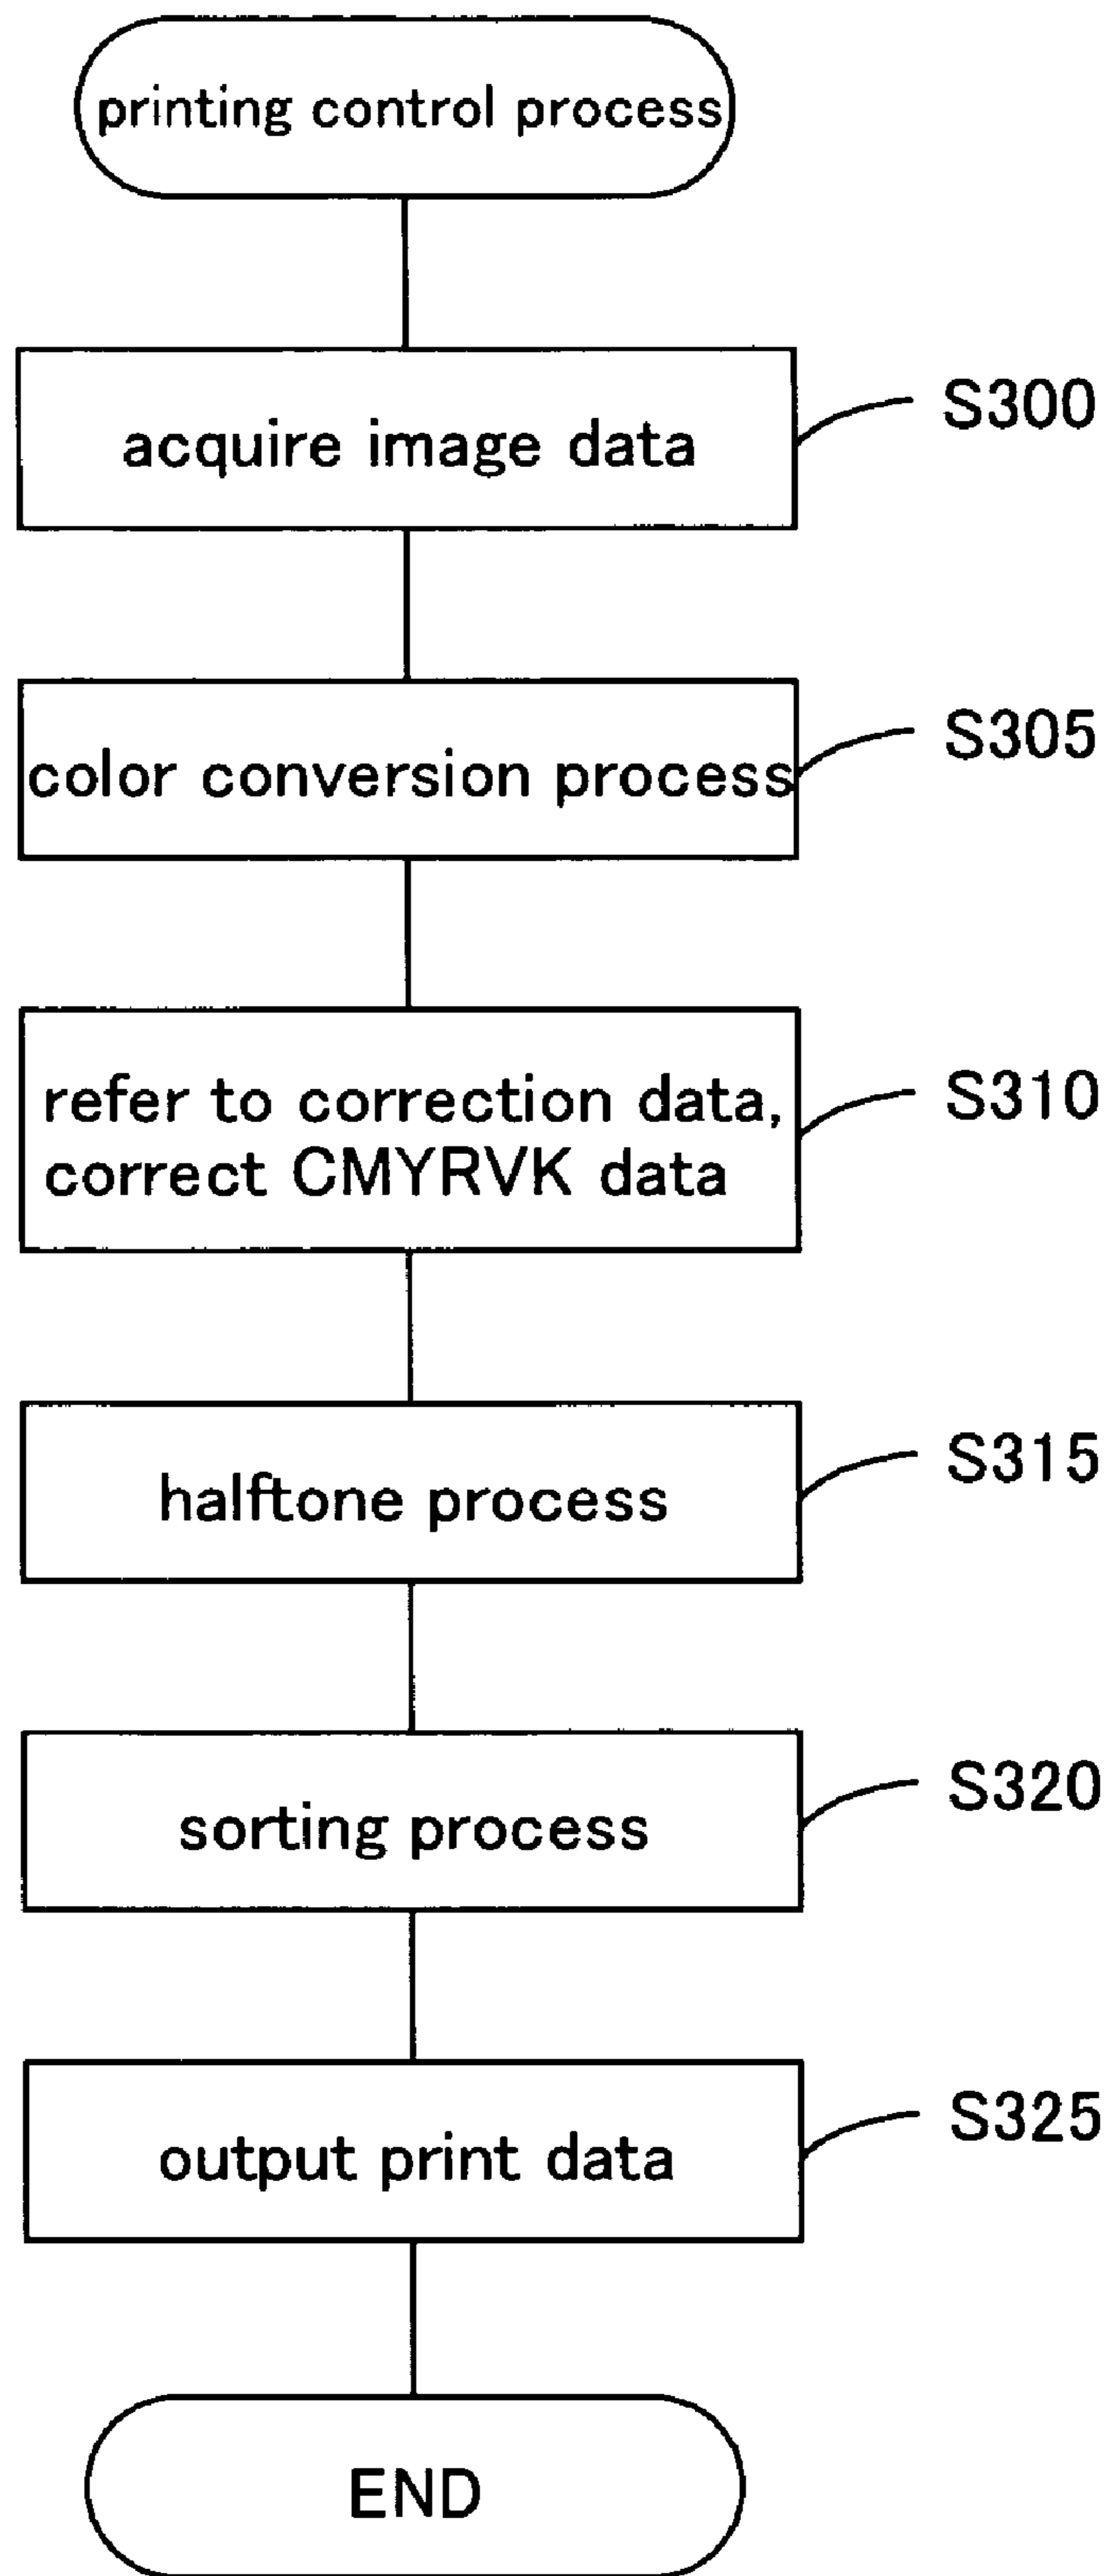 printing control process
acquire image data
S300
color conversion process
S305
refer to correction data,
correct CMYRVK data
S310
halftone process
S315
sorting process
S320
output print data
S325
END